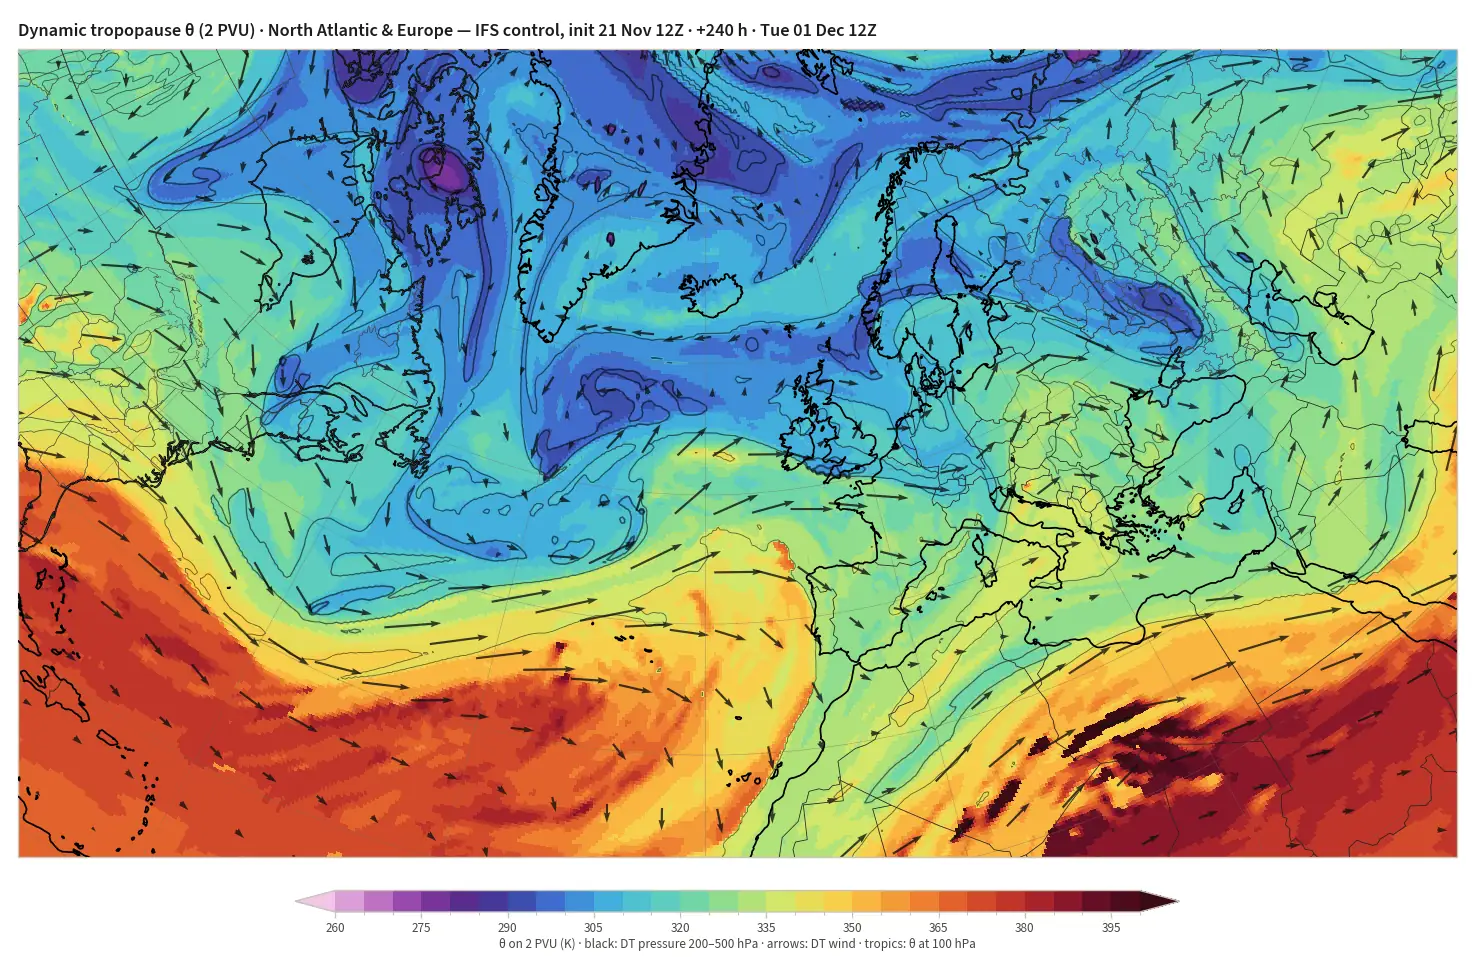 Dynamic tropopause θ (2 PVU) · North Atlantic & Europe — IFS control, init 21 Nov 12Z · +240 h · Tue 01 Dec 12Z
260 275 290 305 320 335 350 365 380 395
θ on 2 PVU (K) · black: DT pressure 200–500 hPa · arrows: DT wind · tropics: θ at 100 hPa